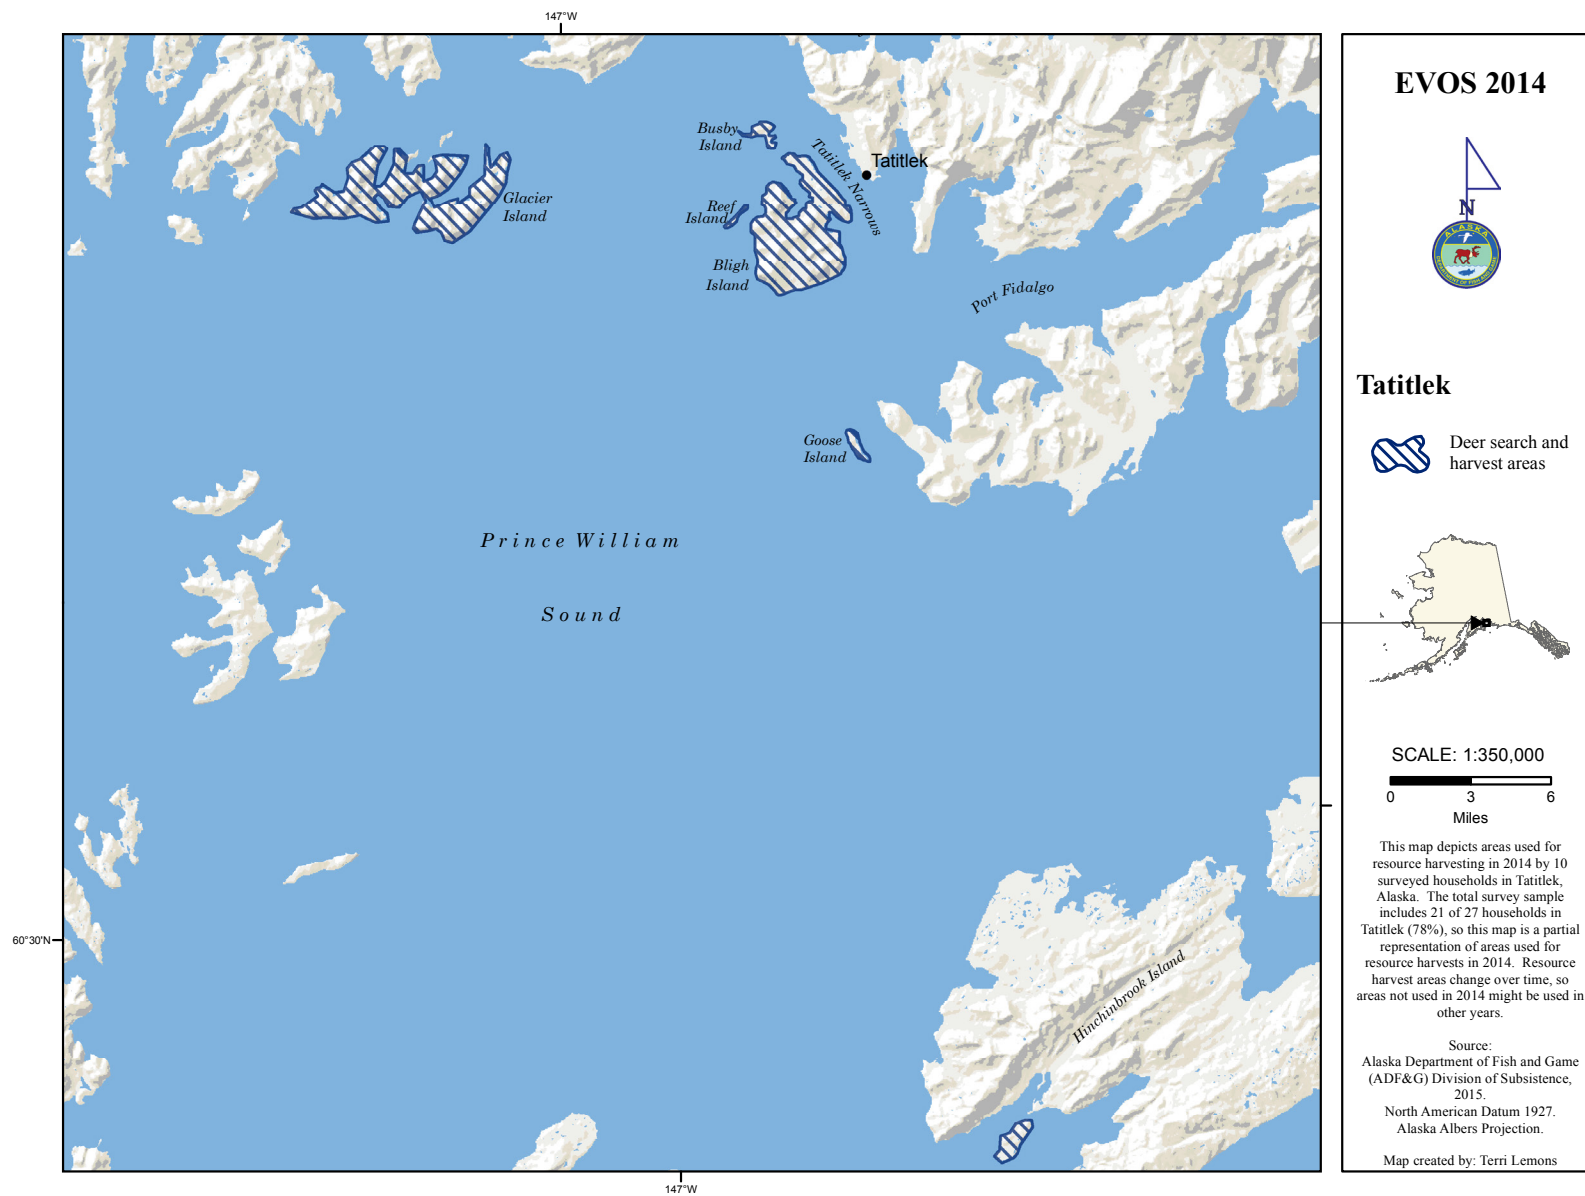 147°W
Busby
Island
Tatitlek Narrows
Tatitlek
Glacier
Island
Reef
Island
Bligh
Island
Port Fidalgo
Goose
Island
Prince William
Sound
60°30'N
Hinchinbrook Island
147°W
EVOS 2014
N
ALASKA
Tatitlek
Deer search and
harvest areas
SCALE: 1:350,000
0 3 6
Miles
This map depicts areas used for
resource harvesting in 2014 by 10
surveyed households in Tatitlek,
Alaska. The total survey sample
includes 21 of 27 households in
Tatitlek (78%), so this map is a partial
representation of areas used for
resource harvests in 2014. Resource
harvest areas change over time, so
areas not used in 2014 might be used in
other years.
Source:
Alaska Department of Fish and Game
(ADF&G) Division of Subsistence,
2015.
North American Datum 1927.
Alaska Albers Projection.
Map created by: Terri Lemons